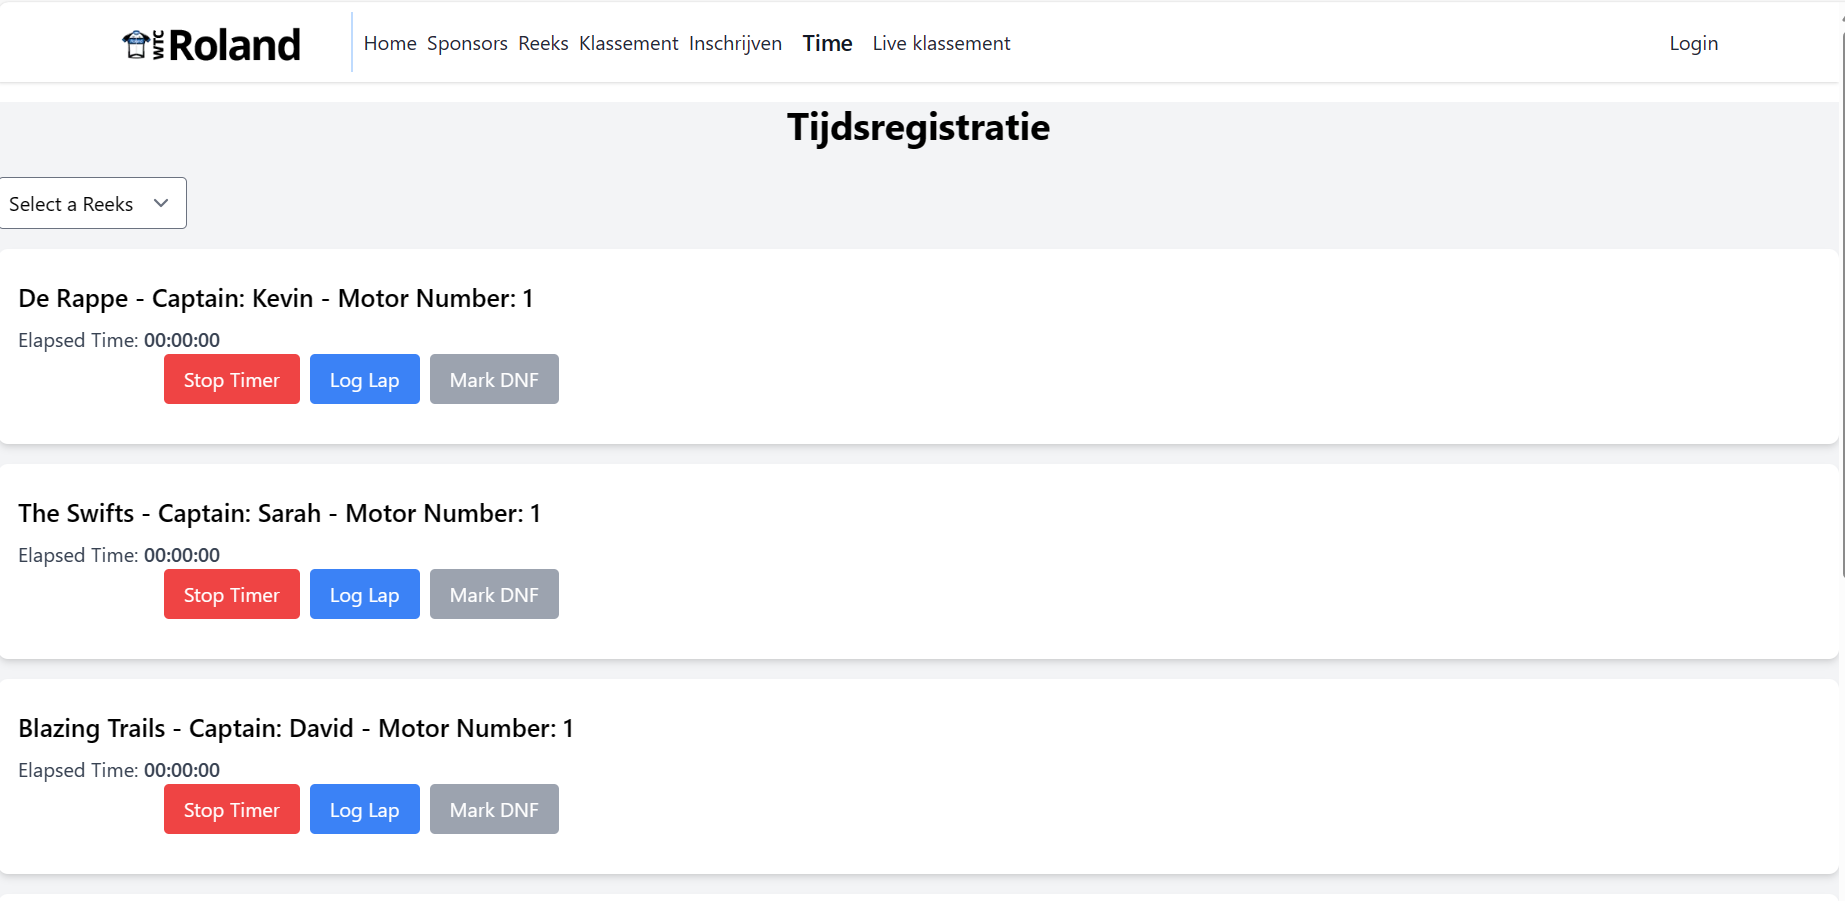 WTC Roland
Home Sponsors Reeks Klassement Inschrijven Time Live klassement Login
Tijdsregistratie
Select a Reeks
De Rappe - Captain: Kevin - Motor Number: 1
Elapsed Time: 00:00:00
Stop Timer Log Lap Mark DNF
The Swifts - Captain: Sarah - Motor Number: 1
Elapsed Time: 00:00:00
Stop Timer Log Lap Mark DNF
Blazing Trails - Captain: David - Motor Number: 1
Elapsed Time: 00:00:00
Stop Timer Log Lap Mark DNF